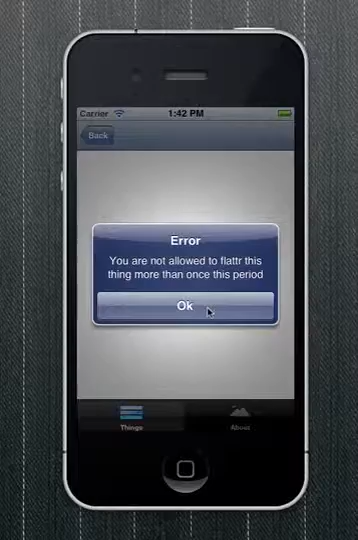 Carrier 1:42 PM
Back
Error
You are not allowed to flattr this
thing more than once this period
Ok
Things About